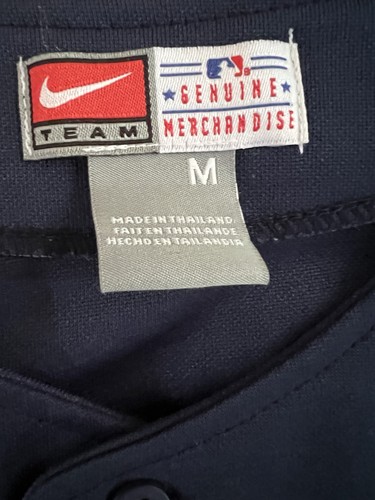 TEAM
GENUINE
MERCHANDISE
M
MADE IN THAILAND
FAIT EN THAILANDE
HECHO EN TAILANDIA